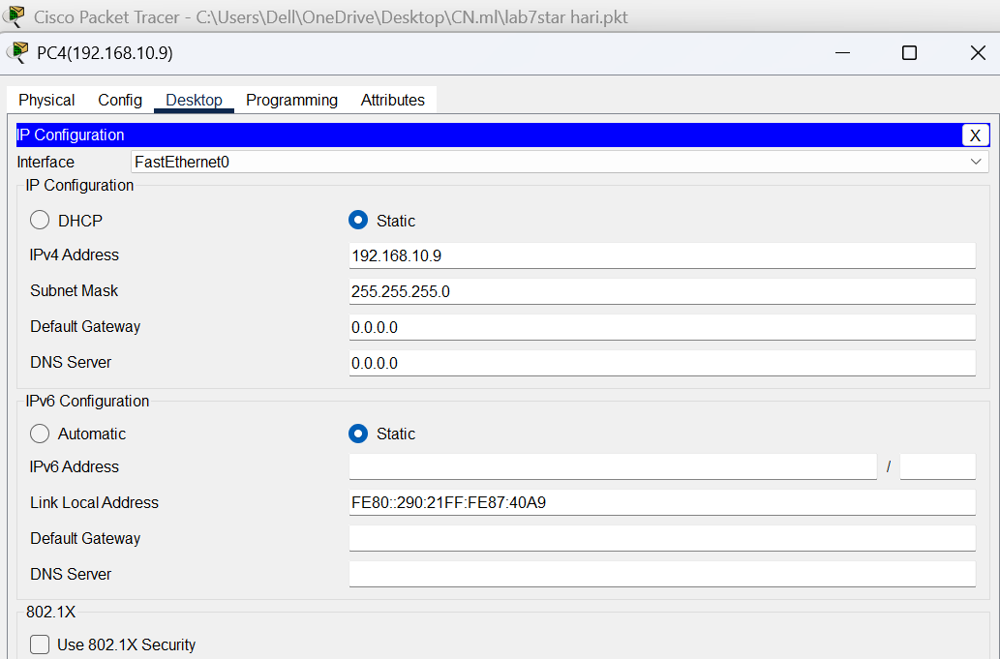 Cisco Packet Tracer - C:\Users\Dell\OneDrive\Desktop\CN.ml\lab7star hari.pkt
PC4(192.168.10.9)
Physical Config Desktop Programming Attributes
IP Configuration X
Interface FastEthernet0
IP Configuration
DHCP Static
IPv4 Address 192.168.10.9
Subnet Mask 255.255.255.0
Default Gateway 0.0.0.0
DNS Server 0.0.0.0
IPv6 Configuration
Automatic Static
IPv6 Address /
Link Local Address FE80::290:21FF:FE87:40A9
Default Gateway
DNS Server
802.1X
Use 802.1X Security